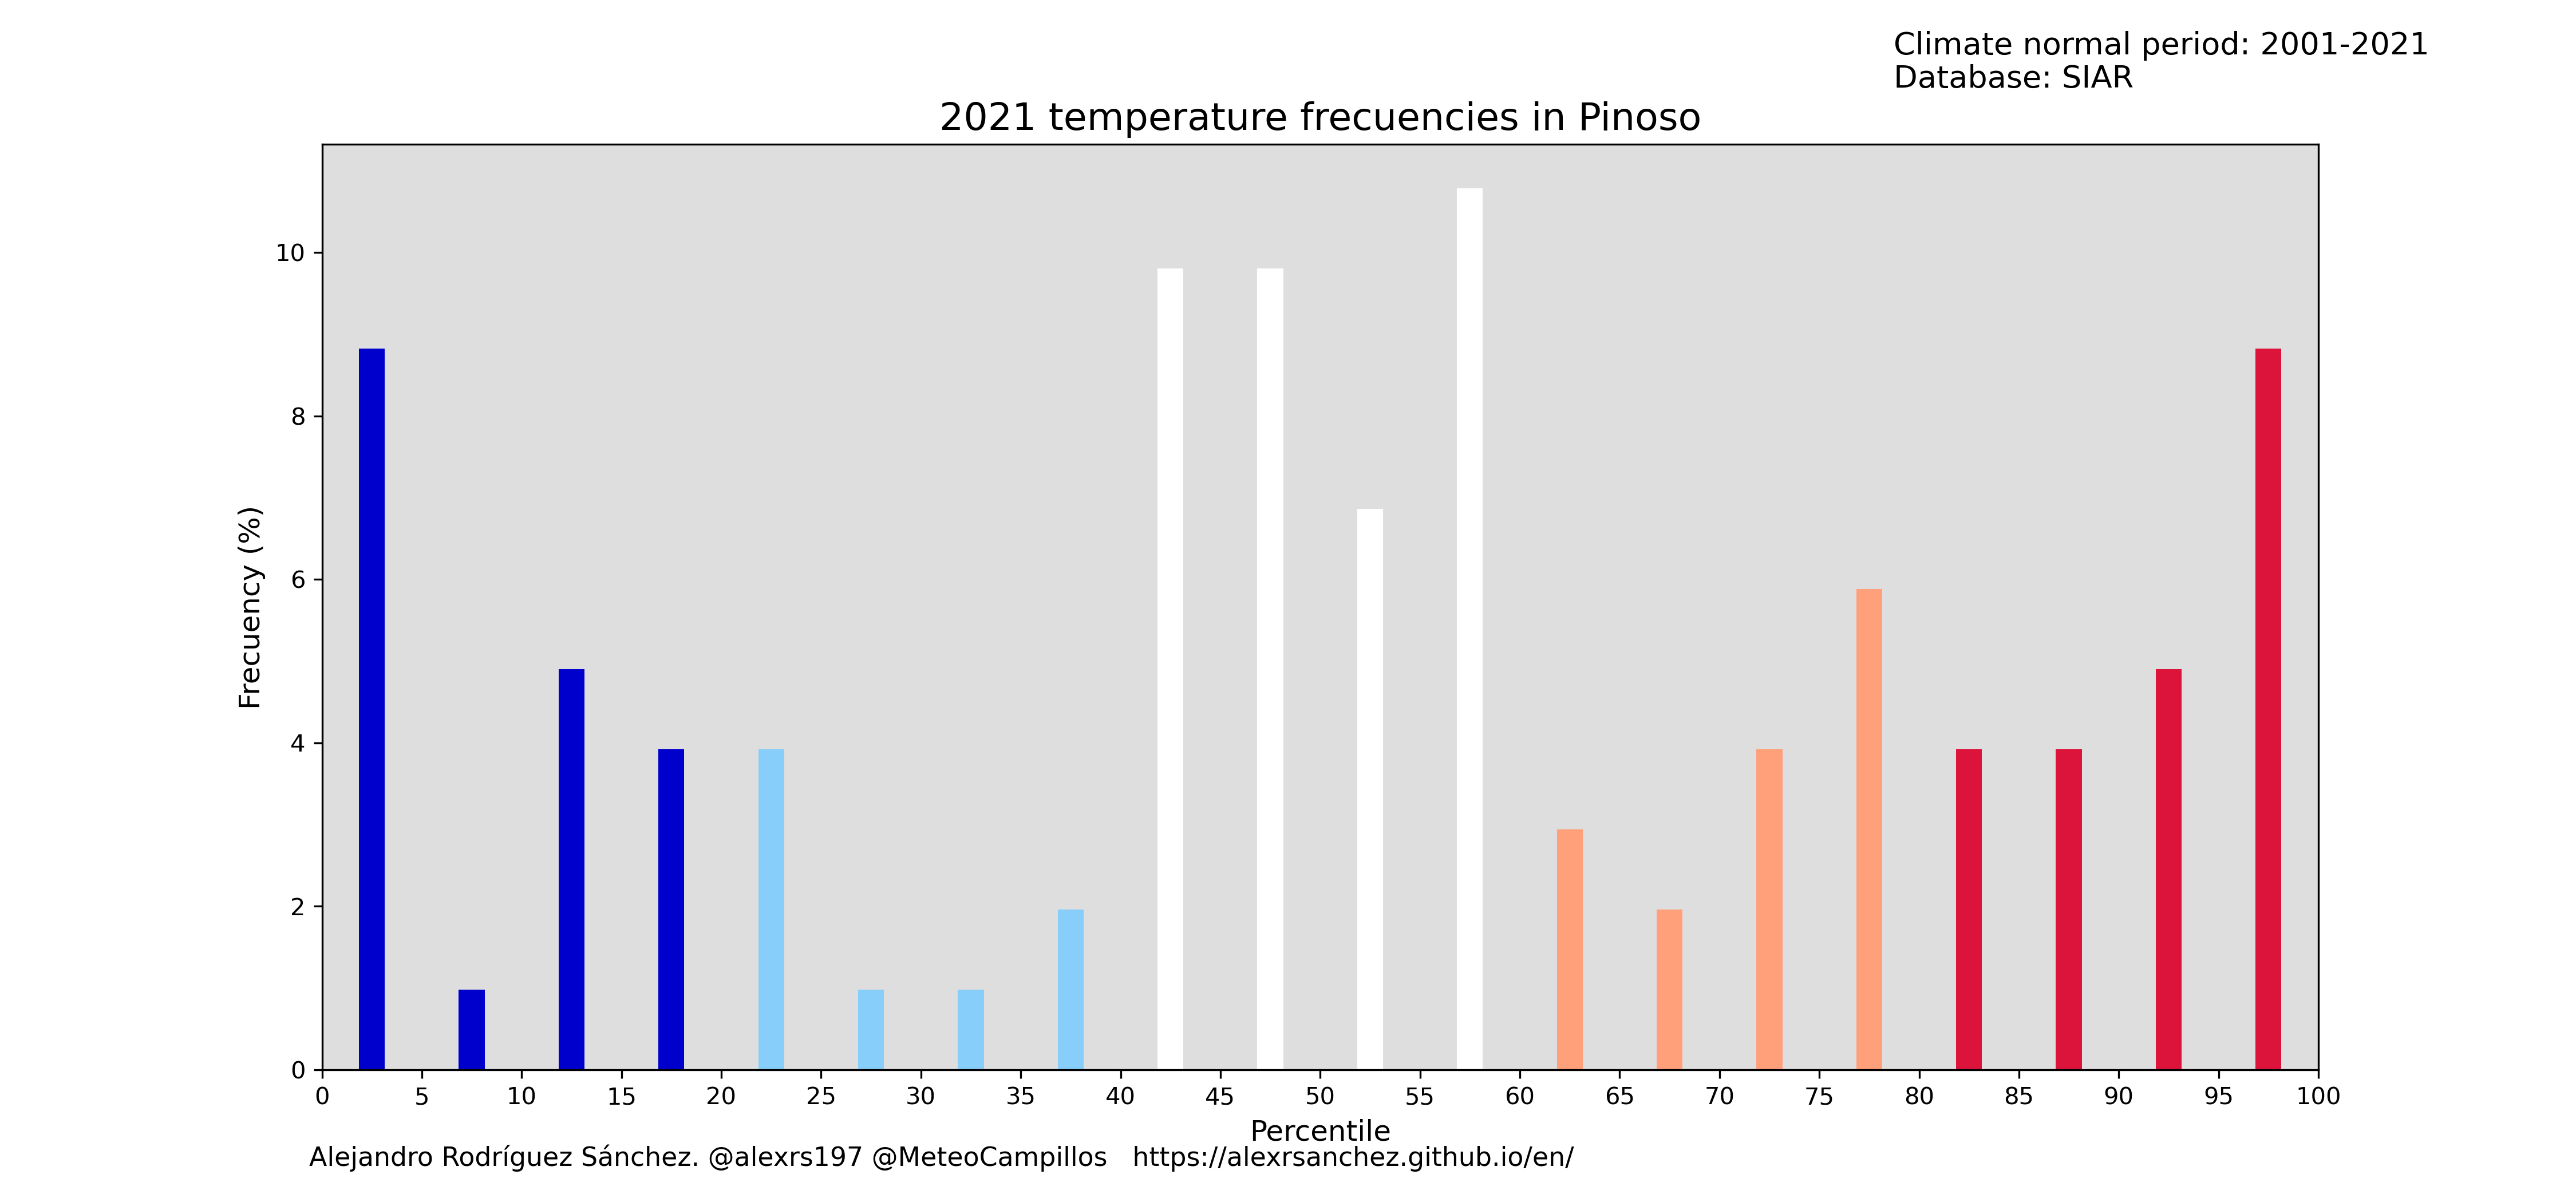 Climate normal period: 2001-2021
Database: SIAR
2021 temperature frecuencies in Pinoso
Frecuency (%)
10
8
6
4
2
0
0 5 10 15 20 25 30 35 40 45 50 55 60 65 70 75 80 85 90 95 100
Percentile
Alejandro Rodríguez Sánchez. @alexrs197 @MeteoCampillos https://alexrsanchez.github.io/en/